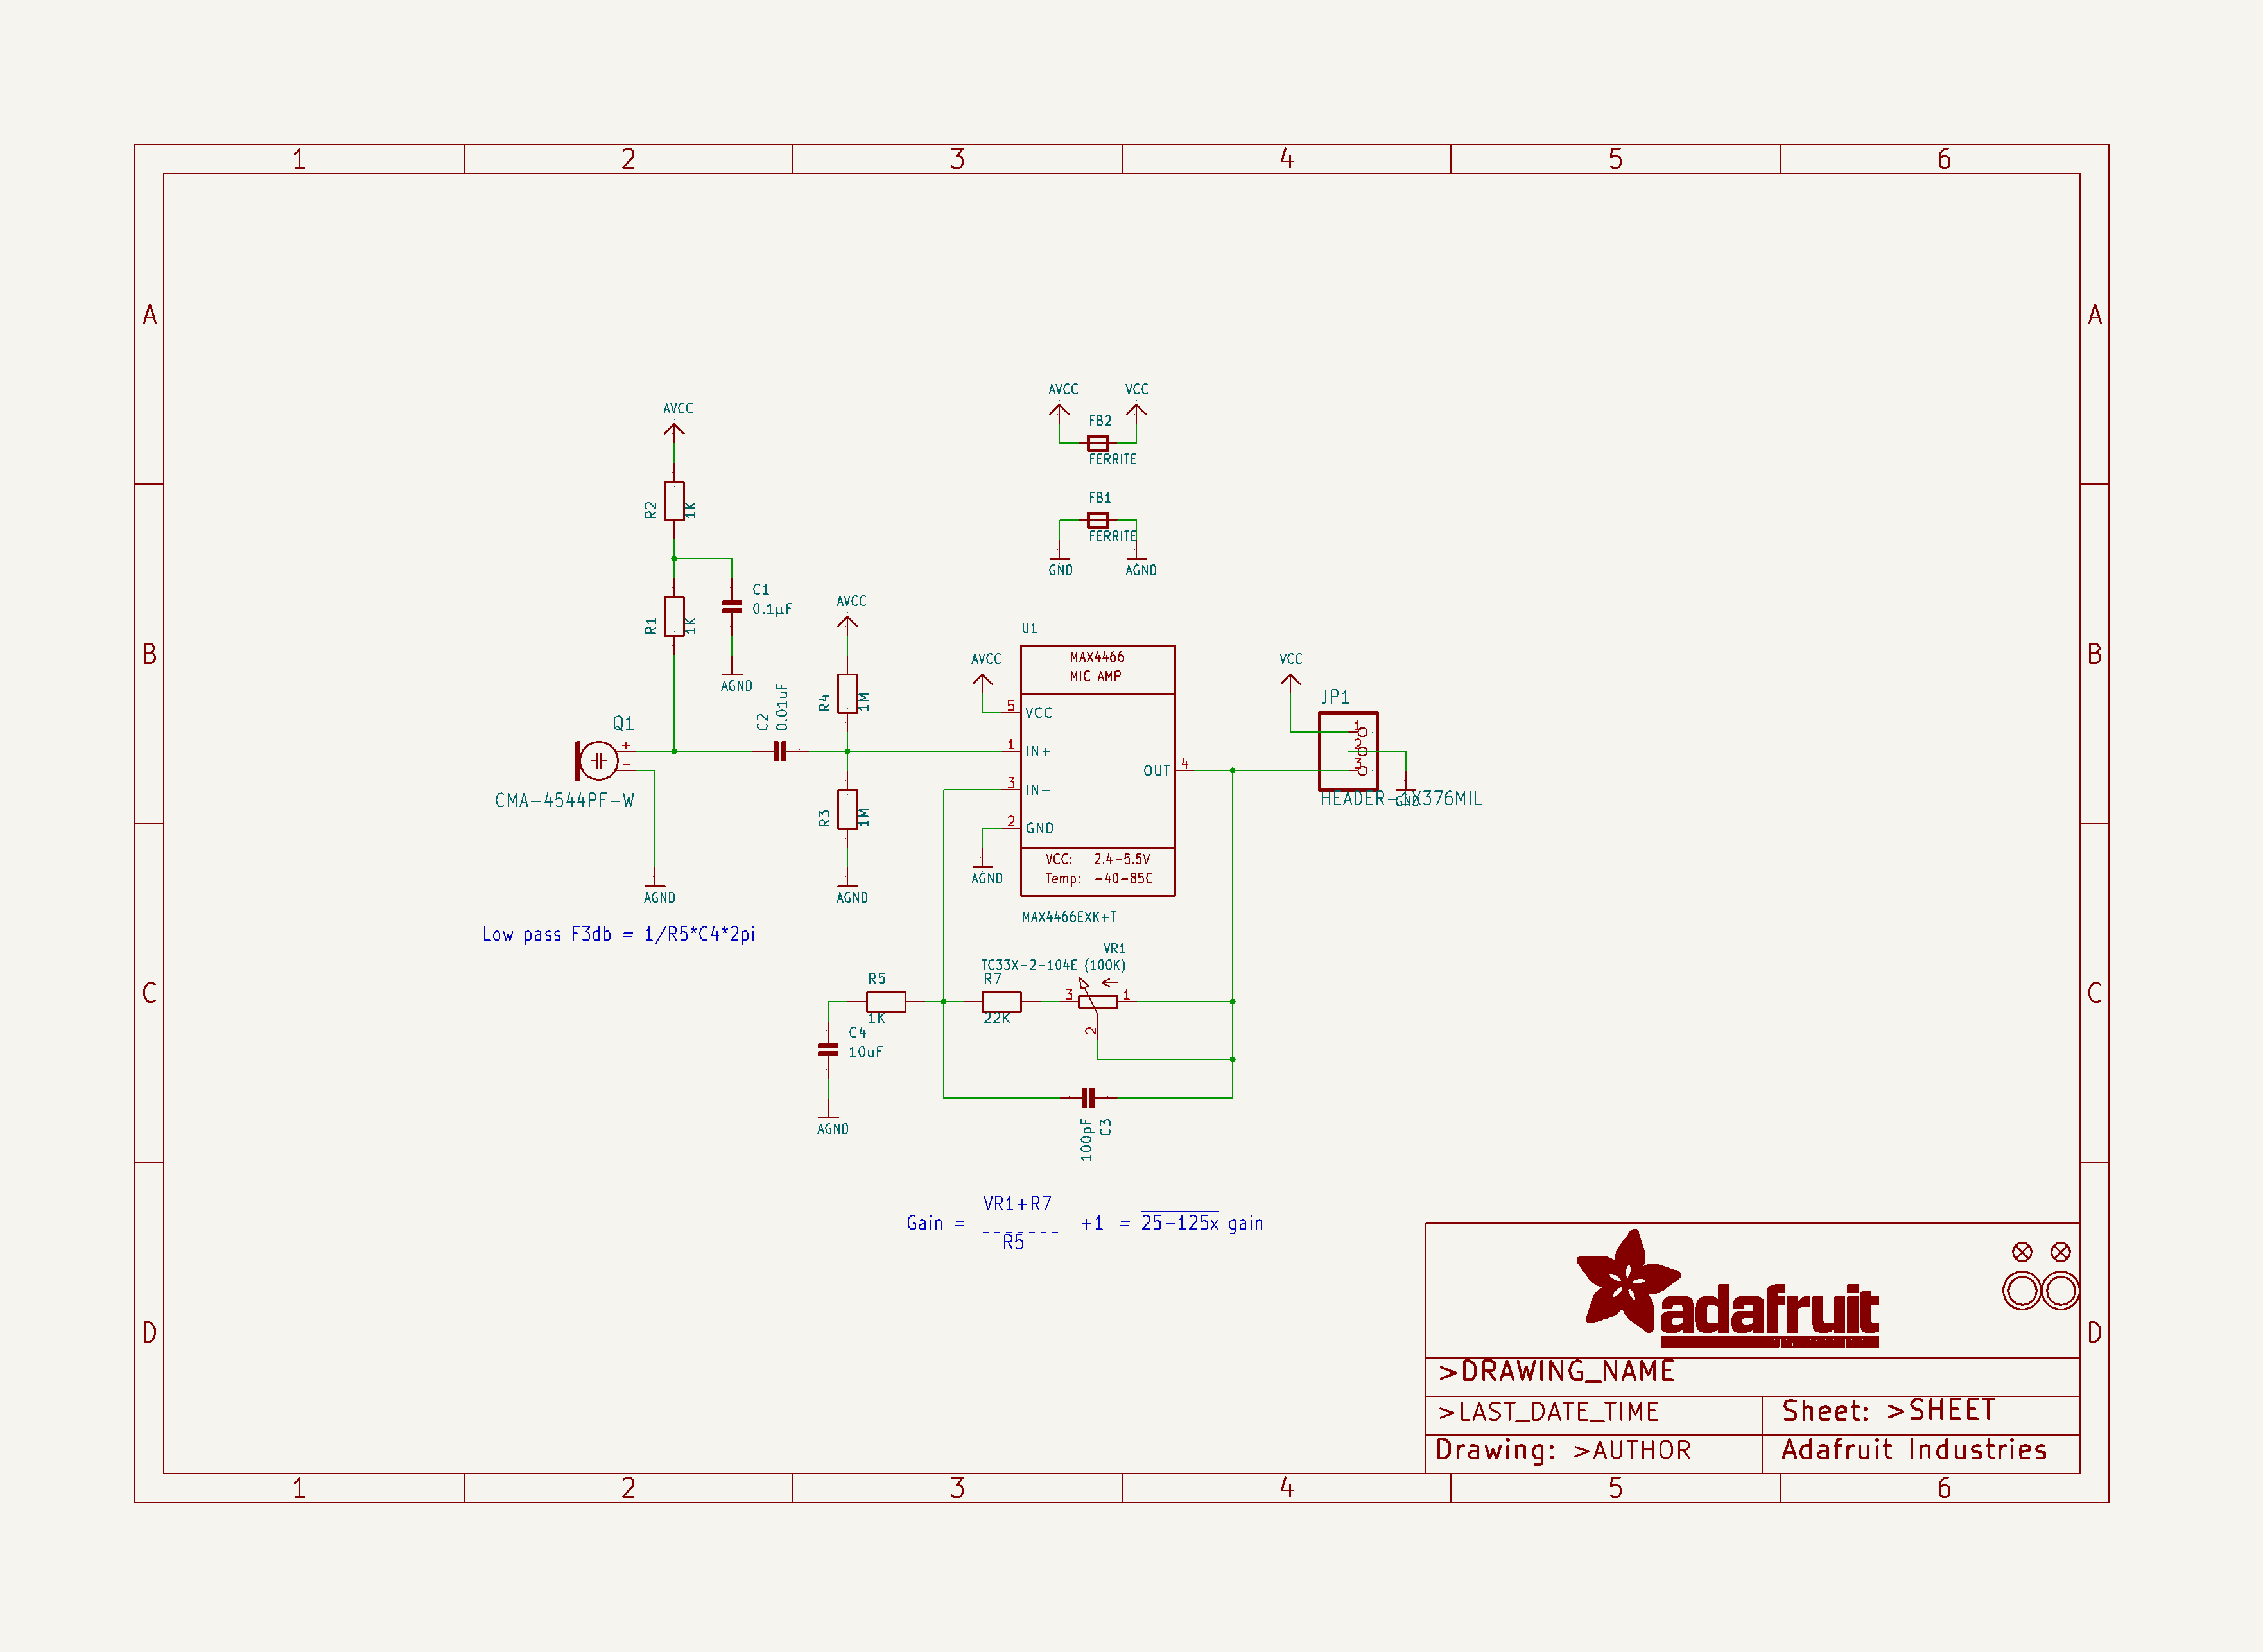 1 2 3 4 5 6
A A
B B
C C
D D
AVCC
R2 1K
R1 1K
C1
0.1µF
AGND
Q1
+
-
CMA-4544PF-W
AGND
C2 0.01uF
AVCC
R4 1M
R3 1M
AGND
AVCC VCC
FB2
FERRITE
FB1
FERRITE
GND AGND
U1
MAX4466
MIC AMP
AVCC
5 VCC
1 IN+
3 IN-
2 GND
OUT 4
AGND
VCC: 2.4-5.5V
Temp: -40-85C
MAX4466EXK+T
VCC
JP1
1
2
3
HEADER-1X376MIL
GND
Low pass F3db = 1/R5*C4*2pi
VR1
TC33X-2-104E (100K)
R5
1K
R7
22K
3 1
2
C4
10uF
AGND
100pF C3
VR1+R7
Gain = ------- +1 = 25-125x gain
R5
adafruit
>DRAWING_NAME
>LAST_DATE_TIME
Sheet: >SHEET
Drawing: >AUTHOR
Adafruit Industries
1 2 3 4 5 6